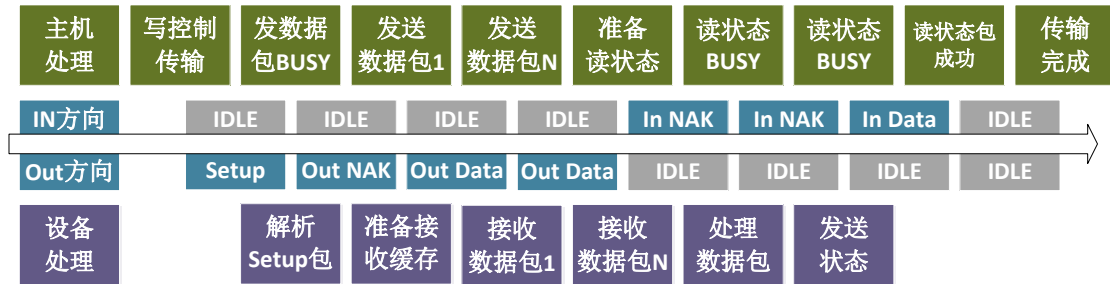 主机
处理
写控制
传输
发数据
包BUSY
发送
数据包1
发送
数据包N
准备
读状态
读状态
BUSY
读状态
BUSY
读状态包
成功
传输
完成
IN方向
IDLE
IDLE
IDLE
IDLE
In NAK
In NAK
In Data
IDLE
Out方向
Setup
Out NAK
Out Data
Out Data
IDLE
IDLE
IDLE
IDLE
设备
处理
解析
Setup包
准备接
收缓存
接收
数据包1
接收
数据包N
处理
数据包
发送
状态